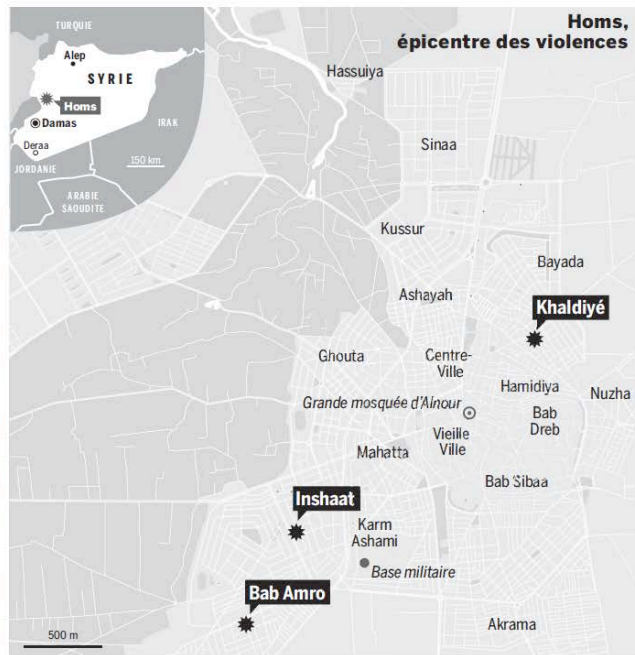 Homs,
épicentre des violences
TURQUIE
Alep
SYRIE
Homs
Damas
IRAK
Deraa
150 km
JORDANIE
ARABIE
SAOUDITE
Hassuiya
Sinaa
Kussur
Bayada
Ashayah
Khaldiyé
Ghouta
Centre-
Ville
Hamidiya
Nuzha
Grande mosquée d'Ainour
Bab
Dreb
Vieille
Ville
Mahatta
Bab Sibaa
Inshaat
Karm
Ashami
Base militaire
Bab Amro
Akrama
500 m